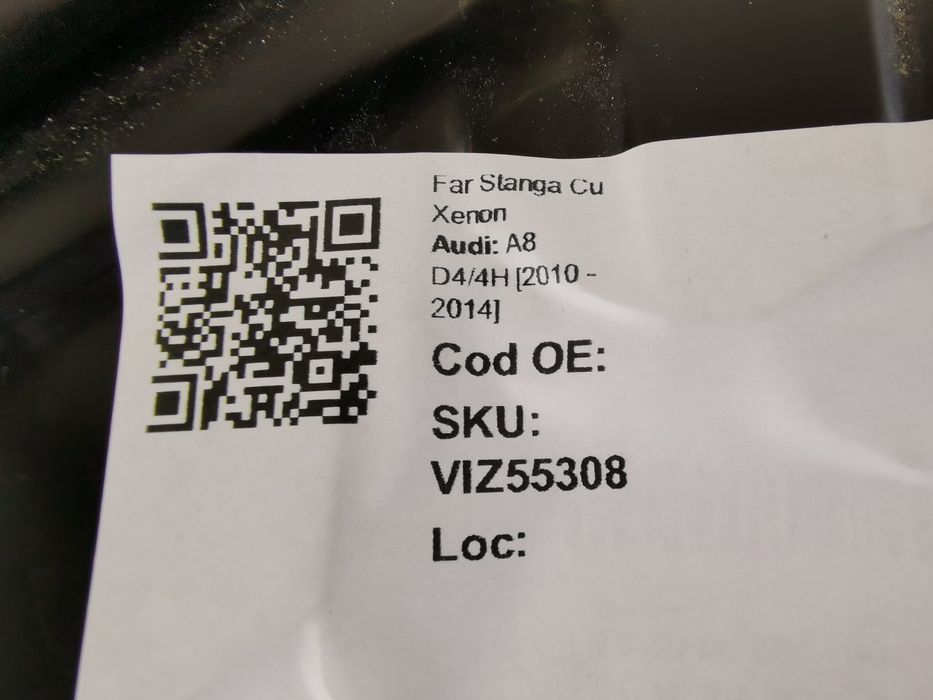 Far Stanga Cu
Xenon
Audi: A8
D4/4H [2010 -
2014]
Cod OE:
SKU:
VIZ55308
Loc: